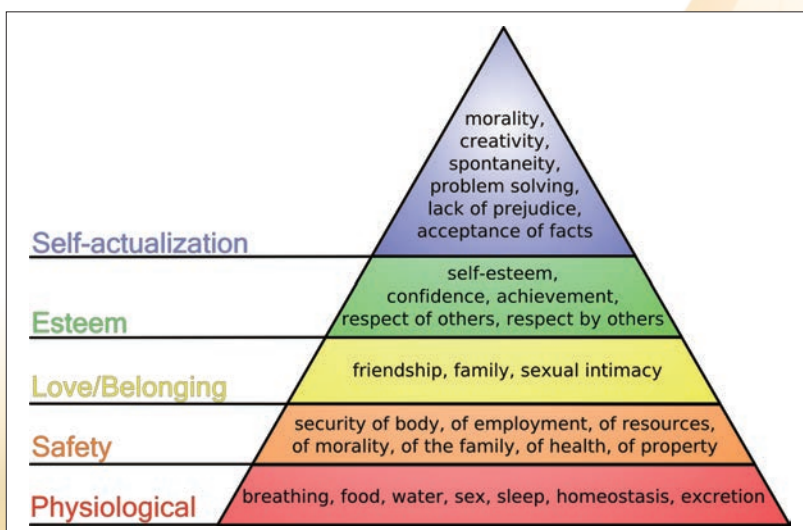 morality,
creativity,
spontaneity,
problem solving,
lack of prejudice,
acceptance of facts
Self-actualization
self-esteem,
confidence, achievement,
respect of others, respect by others
Esteem
friendship, family, sexual intimacy
Love/Belonging
security of body, of employment, of resources,
of morality, of the family, of health, of property
Safety
breathing, food, water, sex, sleep, homeostasis, excretion
Physiological